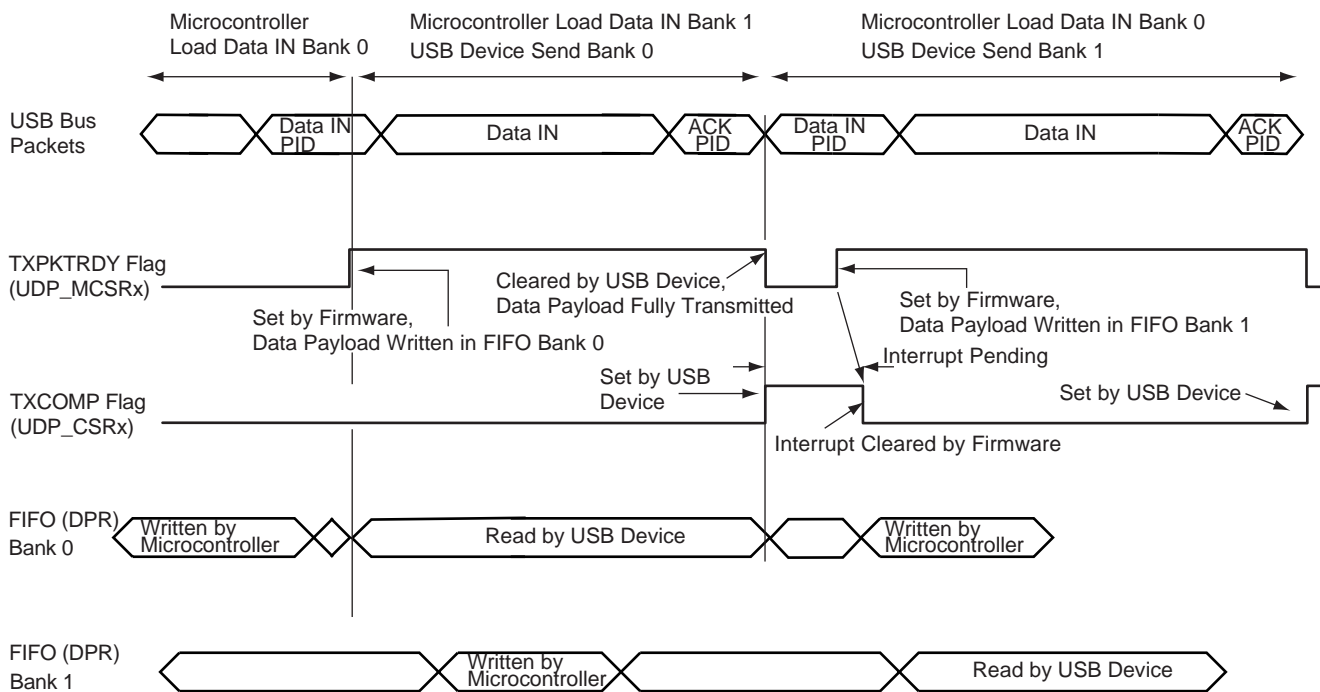 Microcontroller
Load Data IN Bank 0
Microcontroller Load Data IN Bank 1
USB Device Send Bank 0
Microcontroller Load Data IN Bank 0
USB Device Send Bank 1
USB Bus
Packets
Data IN
PID
Data IN
ACK
PID
Data IN
PID
Data IN
ACK
PID
TXPKTRDY Flag
(UDP_MCSRx)
Set by Firmware,
Data Payload Written in FIFO Bank 0
Cleared by USB Device,
Data Payload Fully Transmitted
Set by Firmware,
Data Payload Written in FIFO Bank 1
Interrupt Pending
TXCOMP Flag
(UDP_CSRx)
Set by USB
Device
Set by USB Device
Interrupt Cleared by Firmware
FIFO (DPR)
Bank 0
Written by
Microcontroller
Read by USB Device
Written by
Microcontroller
FIFO (DPR)
Bank 1
Written by
Microcontroller
Read by USB Device